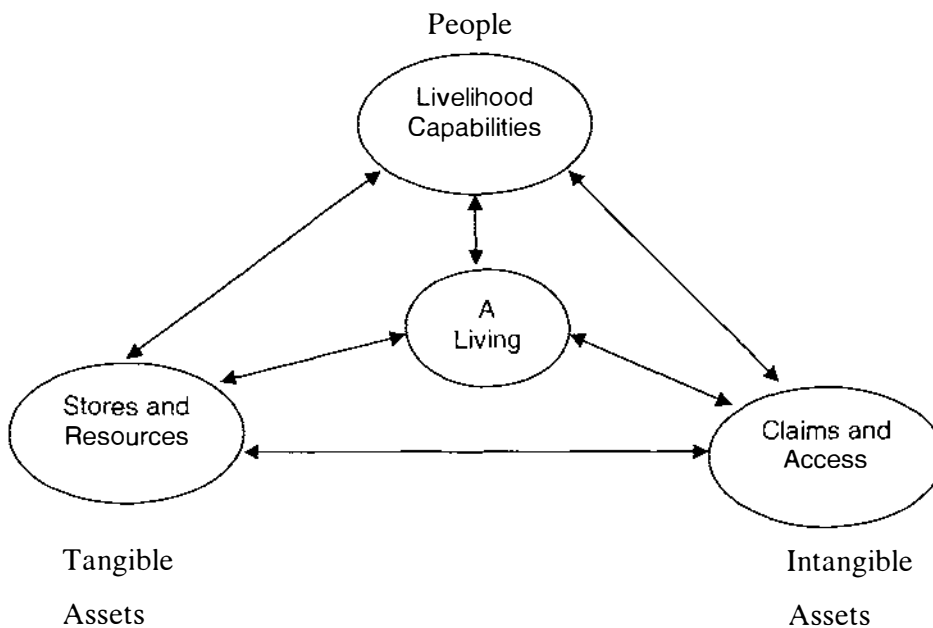 People
Livelihood
Capabilities
A
Living
Stores and
Resources
Claims and
Access
Tangible
Assets
Intangible
Assets